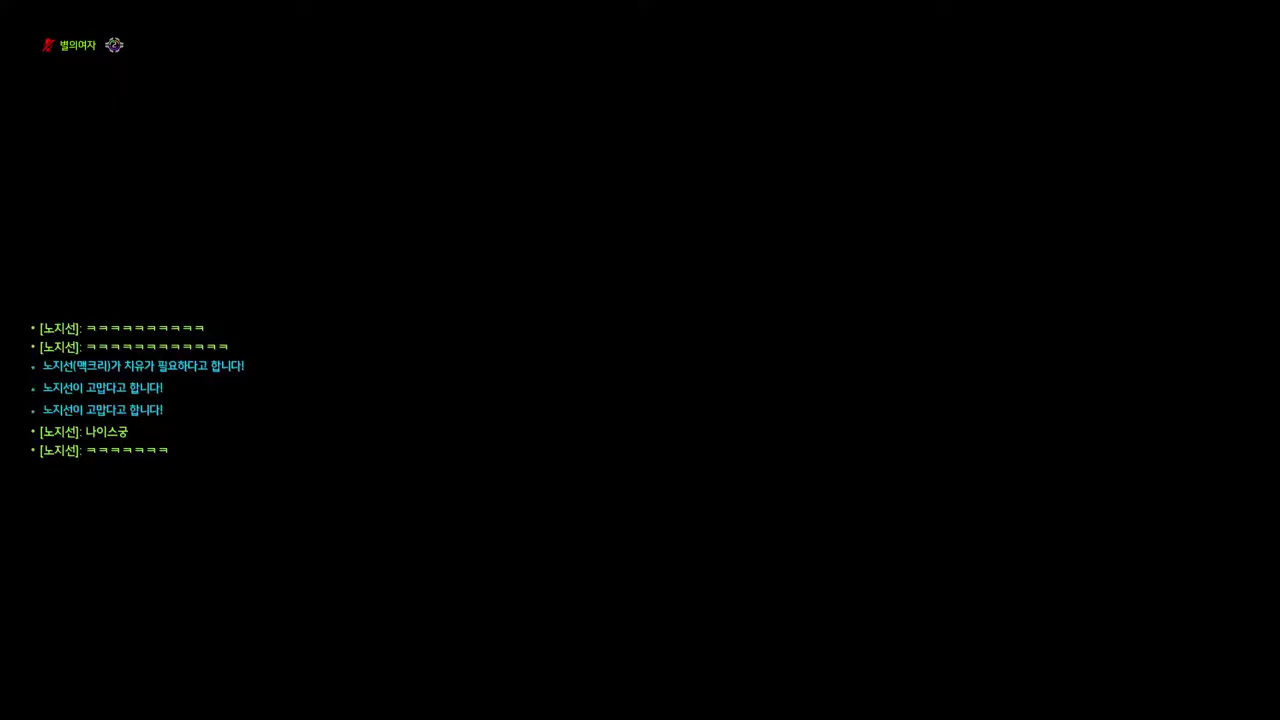 별의여자 2
• [노지선]: ㅋㅋㅋㅋㅋㅋㅋㅋㅋㅋ
• [노지선]: ㅋㅋㅋㅋㅋㅋㅋㅋㅋㅋㅋㅋ
• 노지선(맥크리)가 치유가 필요하다고 합니다!
• 노지선이 고맙다고 합니다!
• 노지선이 고맙다고 합니다!
• [노지선]: 나이스궁
• [노지선]: ㅋㅋㅋㅋㅋㅋㅋ